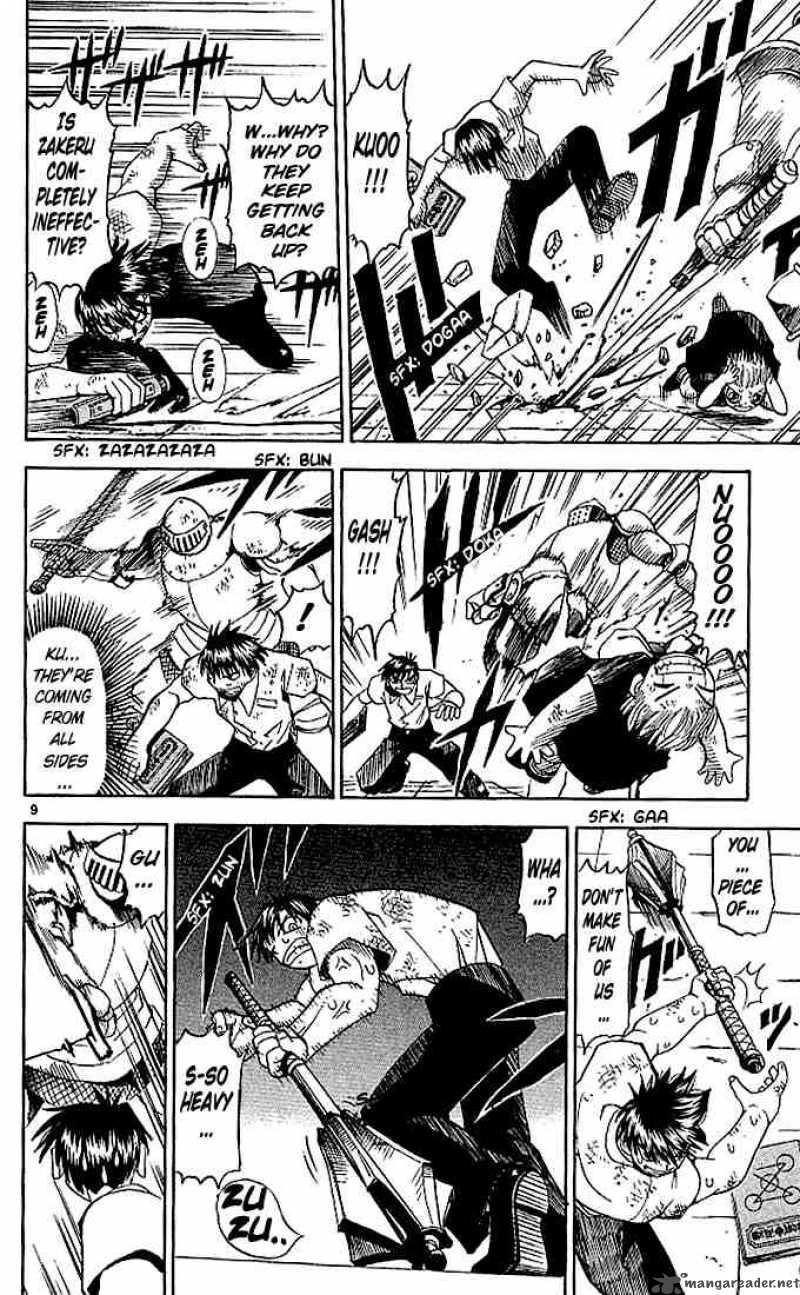 KUOO
!!!
SFX: DOGAA
W...WHY?
WHY DO
THEY
KEEP
GETTING
BACK
UP?
IS
ZAKERU
COM-
PLETELY
INEFFEC-
TIVE?
ZEH
ZEH
ZEH
ZEH
SFX: ZAZAZAZAZA
NUOOOO!!!
SFX: DOKA
GASH
!!!
SFX: BUN
!
KU...
THEY'RE
COMING
FROM
ALL
SIDES
...
9
SFX: GAA
YOU
PIECE
OF...
DON'T
MAKE
FUN
OF
US
...
WHA
...?
SFX: ZUN
S-SO
HEAVY
...
ZU
ZU..
GU
...
mangareader.net